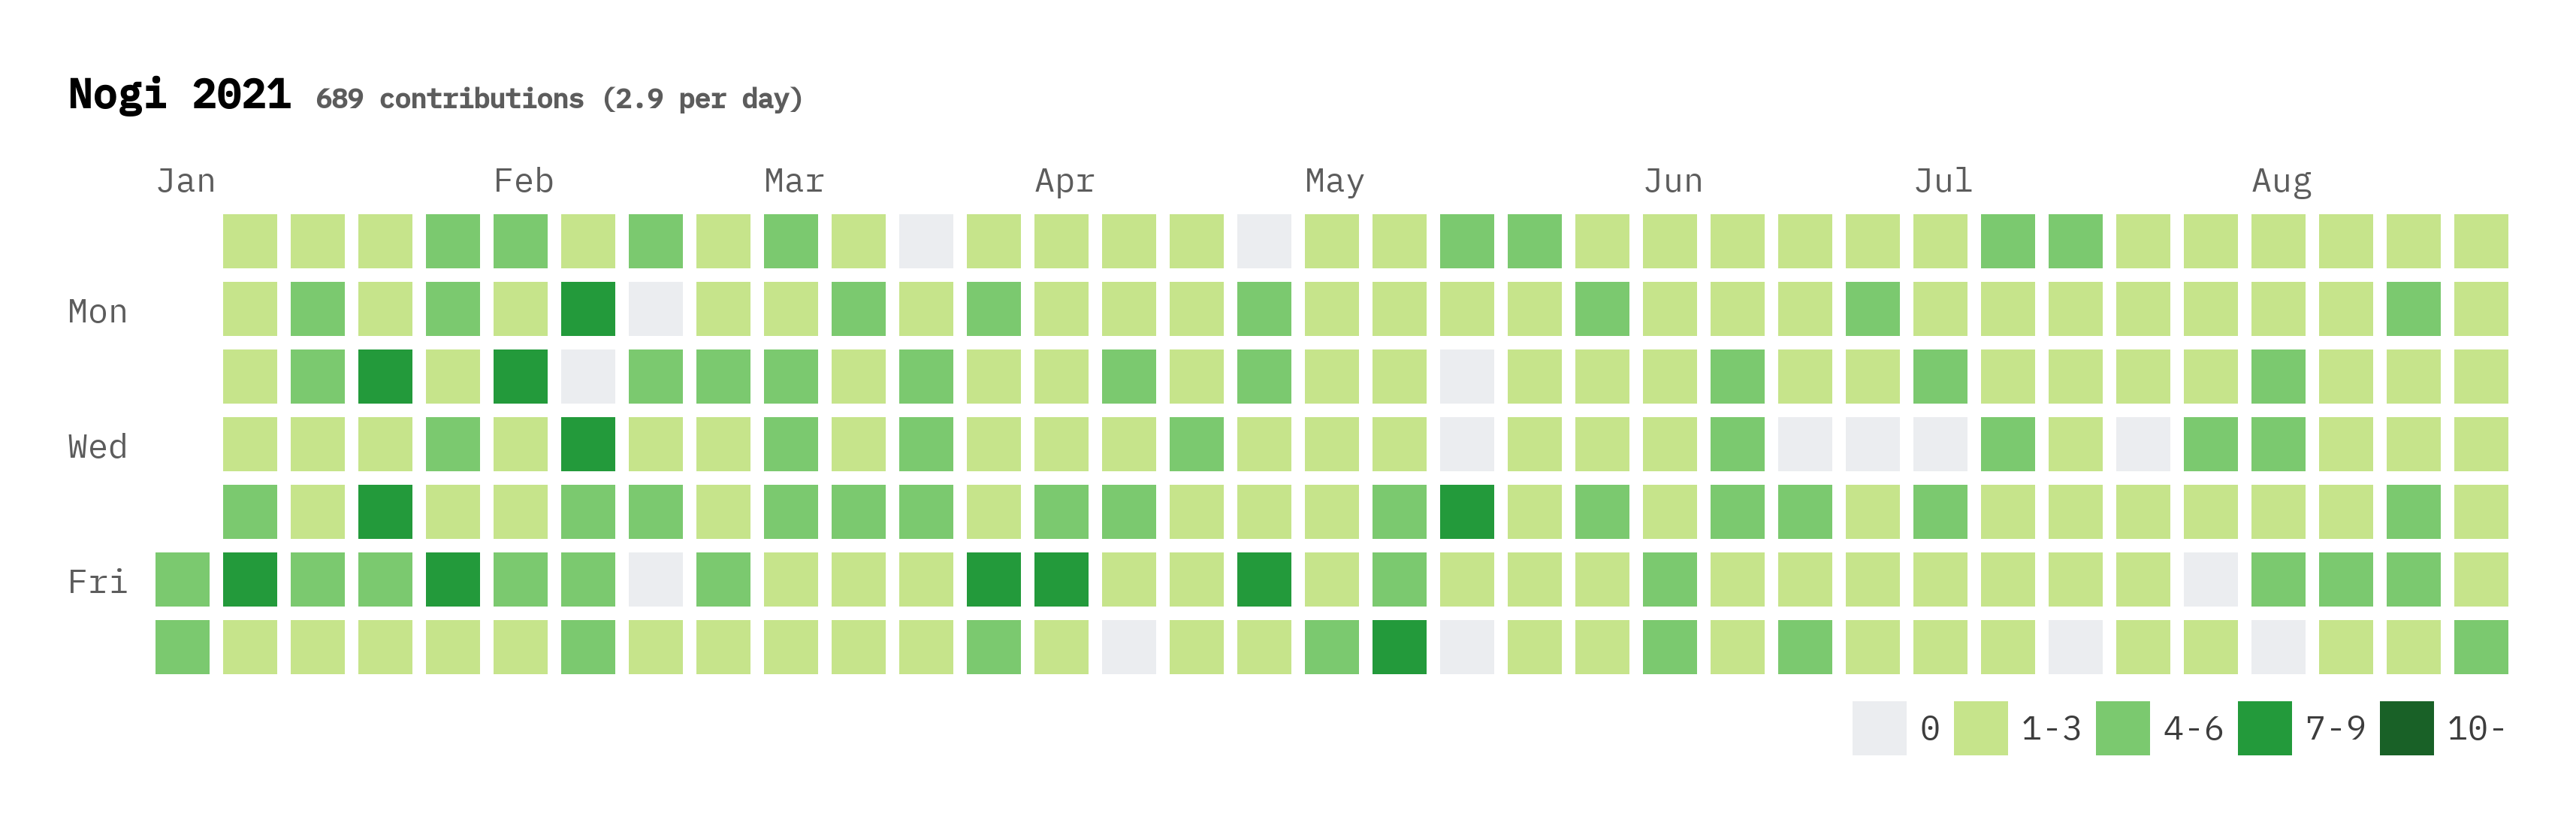 Nogi 2021 689 contributions (2.9 per day)
Jan Feb Mar Apr May Jun Jul Aug
Mon
Wed
Fri
0 1-3 4-6 7-9 10-